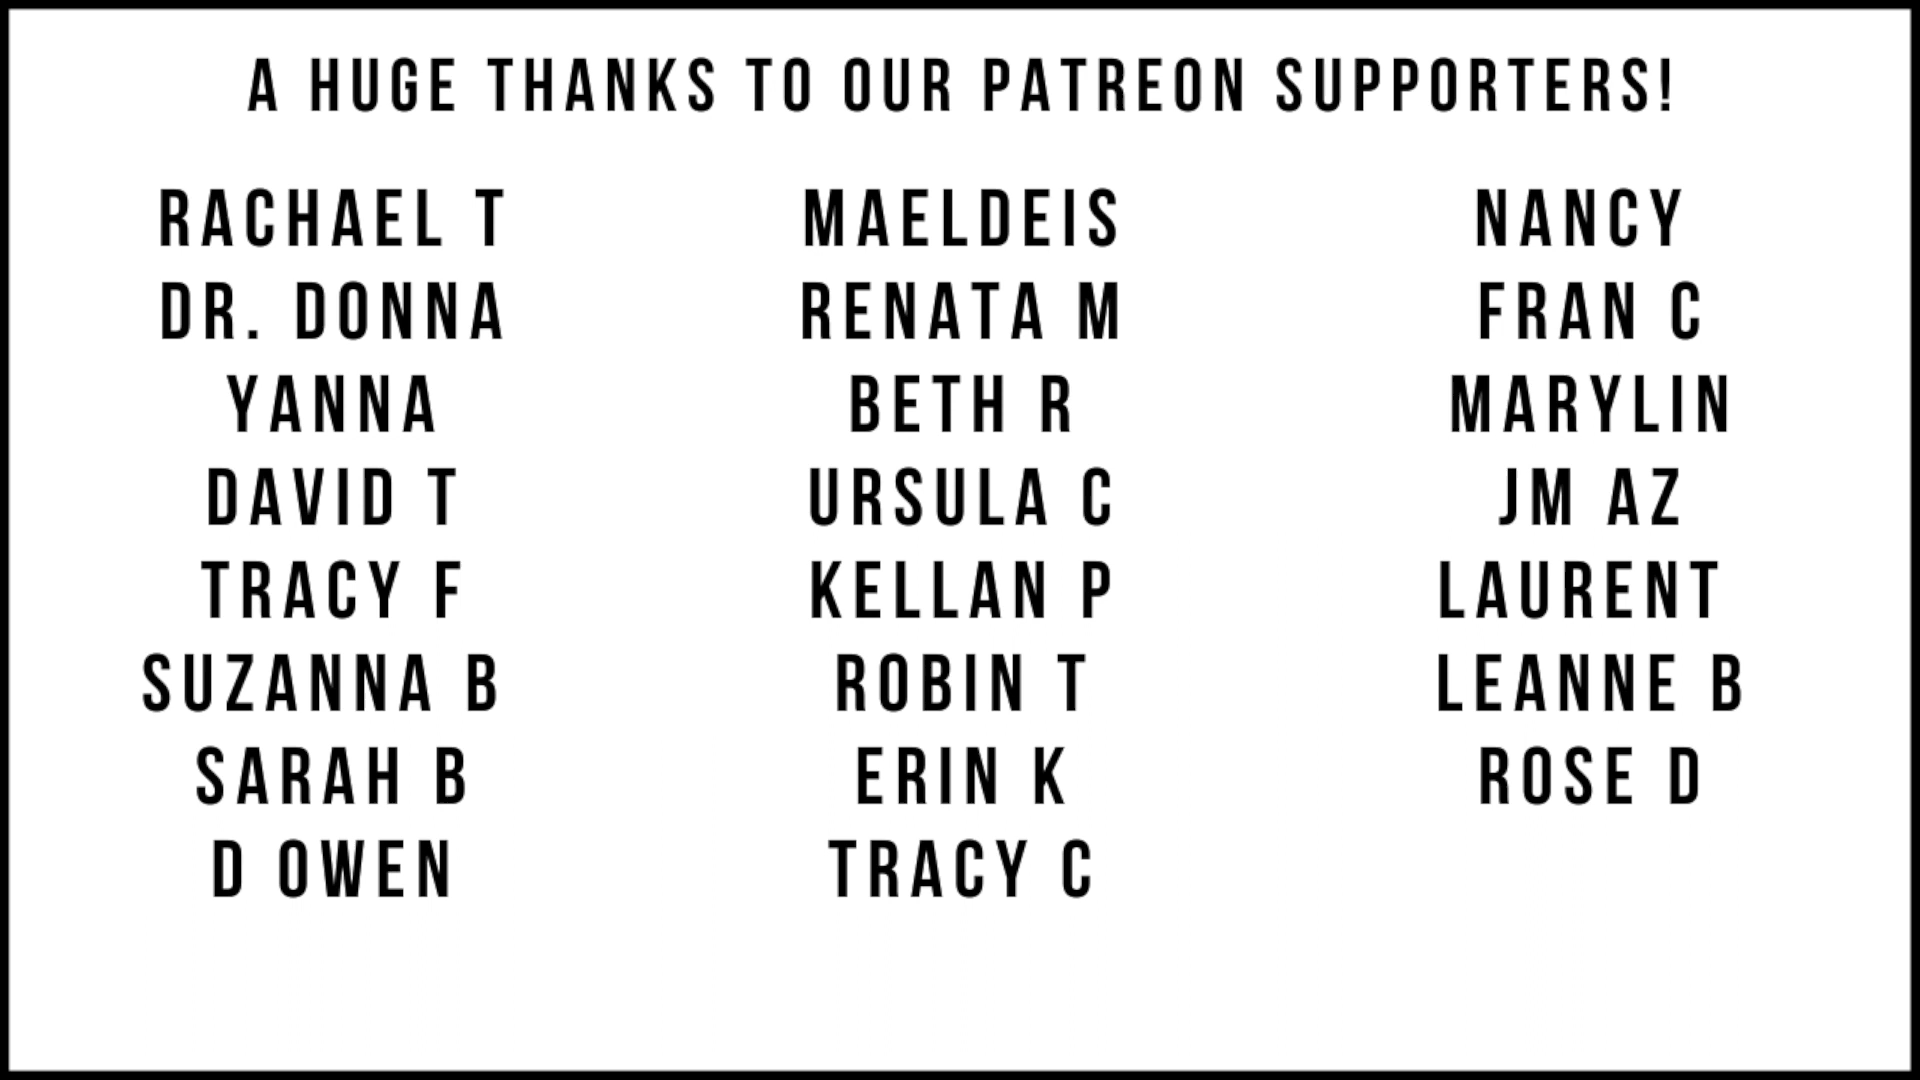 A HUGE THANKS TO OUR PATREON SUPPORTERS!
RACHAEL T
DR. DONNA
YANNA
DAVID T
TRACY F
SUZANNA B
SARAH B
D OWEN
MAELDEIS
RENATA M
BETH R
URSULA C
KELLAN P
ROBIN T
ERIN K
TRACY C
NANCY
FRAN C
MARYLIN
JM AZ
LAURENT
LEANNE B
ROSE D